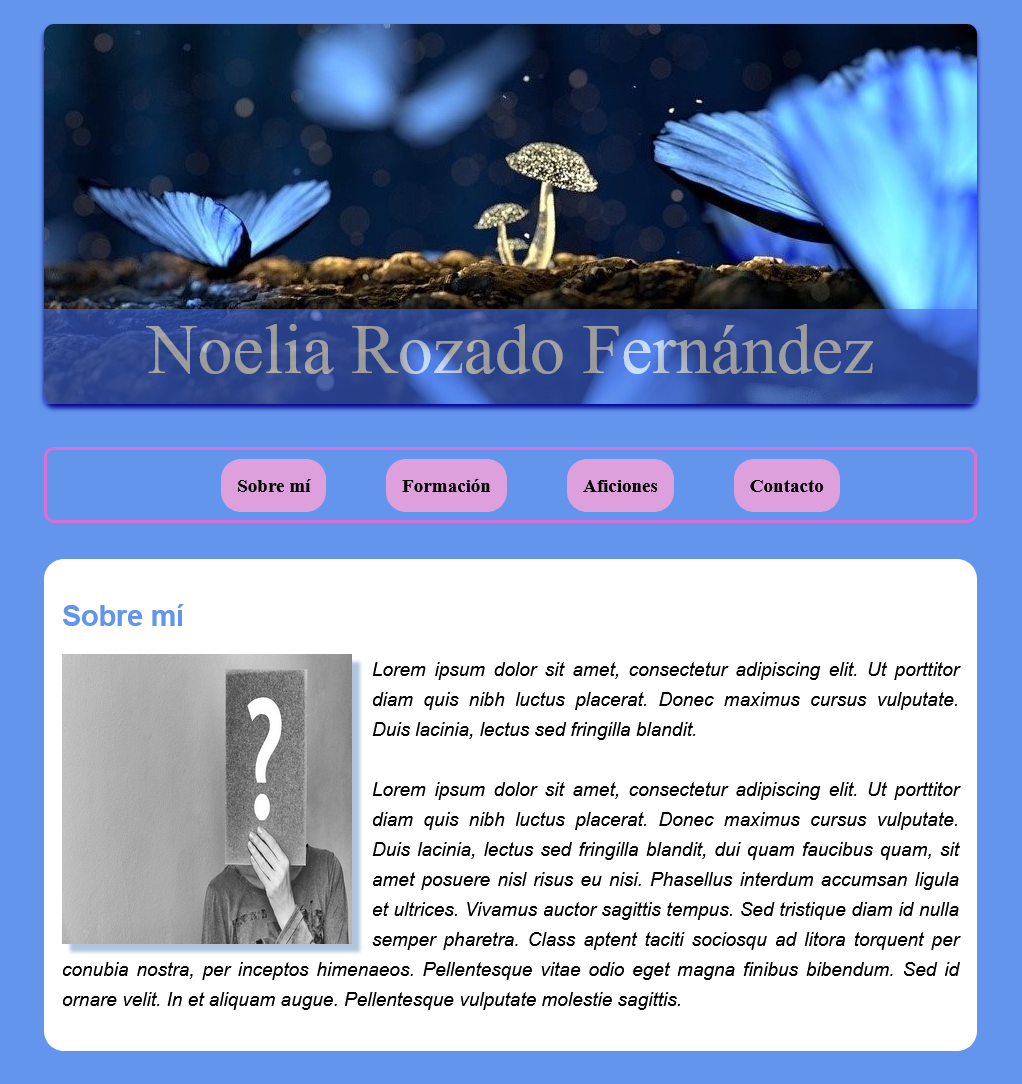 Noelia Rozado Fernández
Sobre mí
Formación
Aficiones
Contacto
Sobre mí
?
Lorem ipsum dolor sit amet, consectetur adipiscing elit. Ut porttitor
diam quis nibh luctus placerat. Donec maximus cursus vulputate.
Duis lacinia, lectus sed fringilla blandit.
Lorem ipsum dolor sit amet, consectetur adipiscing elit. Ut porttitor
diam quis nibh luctus placerat. Donec maximus cursus vulputate.
Duis lacinia, lectus sed fringilla blandit, dui quam faucibus quam, sit
amet posuere nisl risus eu nisi. Phasellus interdum accumsan ligula
et ultrices. Vivamus auctor sagittis tempus. Sed tristique diam id nulla
semper pharetra. Class aptent taciti sociosqu ad litora torquent per
conubia nostra, per inceptos himenaeos. Pellentesque vitae odio eget magna finibus bibendum. Sed id
ornare velit. In et aliquam augue. Pellentesque vulputate molestie sagittis.